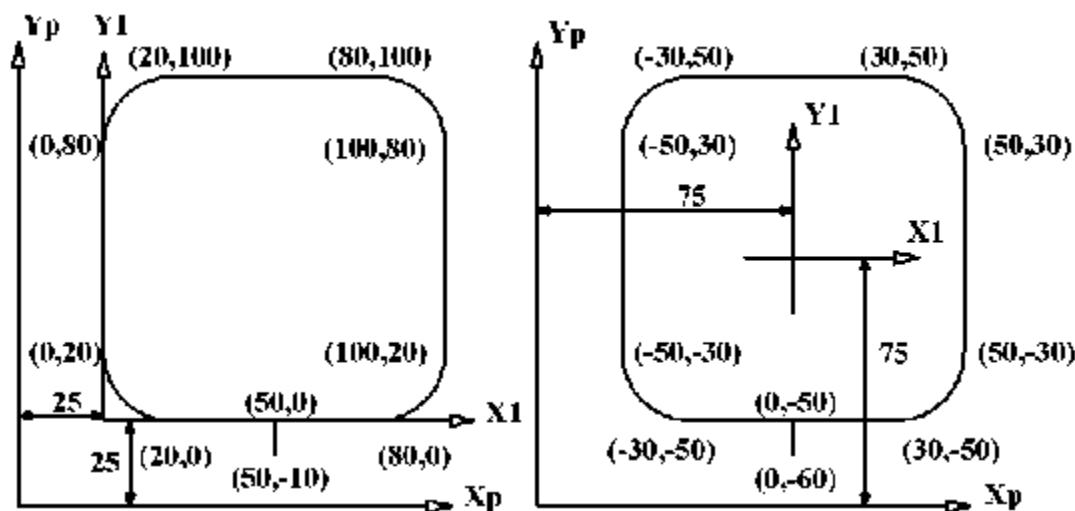 Yp Y1
(20,100) (80,100)
(0,80) (100,80)
(0,20) (100,20)
25 (50,0) X1
25 (20,0) (50,-10) (80,0)
Xp
Yp (-30,50) (30,50)
Y1
(-50,30) (50,30)
75
X1
(-50,-30) 75 (50,-30)
(0,-50)
(-30,-50) (30,-50)
(0,-60)
Xp